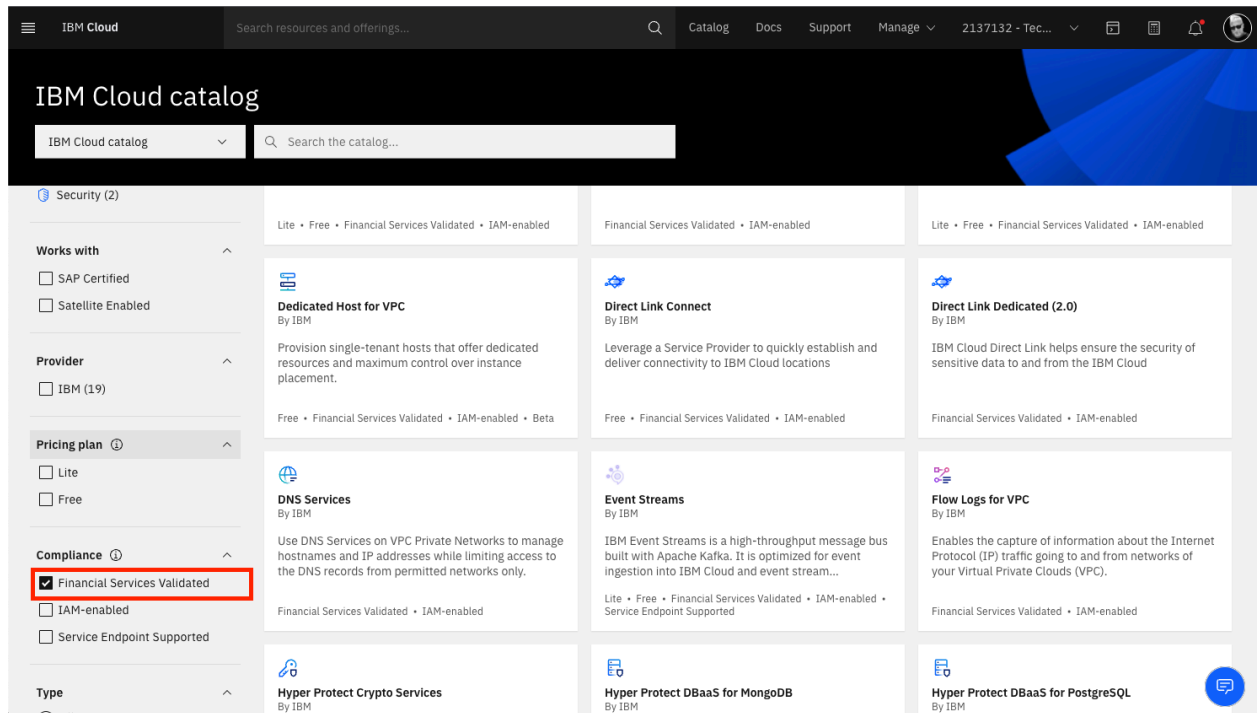 IBM Cloud
Search resources and offerings...
Catalog
Docs
Support
Manage
2137132 - Tec...
IBM Cloud catalog
IBM Cloud catalog
Search the catalog...
Security (2)
Works with
SAP Certified
Satellite Enabled
Provider
IBM (19)
Pricing plan
Lite
Free
Compliance
Financial Services Validated
IAM-enabled
Service Endpoint Supported
Type
Lite • Free • Financial Services Validated • IAM-enabled
Financial Services Validated • IAM-enabled
Lite • Free • Financial Services Validated • IAM-enabled
Dedicated Host for VPC
By IBM
Provision single-tenant hosts that offer dedicated
resources and maximum control over instance
placement.
Free • Financial Services Validated • IAM-enabled • Beta
Direct Link Connect
By IBM
Leverage a Service Provider to quickly establish and
deliver connectivity to IBM Cloud locations
Free • Financial Services Validated • IAM-enabled
Direct Link Dedicated (2.0)
By IBM
IBM Cloud Direct Link helps ensure the security of
sensitive data to and from the IBM Cloud
Financial Services Validated • IAM-enabled
DNS Services
By IBM
Use DNS Services on VPC Private Networks to manage
hostnames and IP addresses while limiting access to
the DNS records from permitted networks only.
Financial Services Validated • IAM-enabled
Event Streams
By IBM
IBM Event Streams is a high-throughput message bus
built with Apache Kafka. It is optimized for event
ingestion into IBM Cloud and event stream...
Lite • Free • Financial Services Validated • IAM-enabled •
Service Endpoint Supported
Flow Logs for VPC
By IBM
Enables the capture of information about the Internet
Protocol (IP) traffic going to and from networks of
your Virtual Private Clouds (VPC).
Financial Services Validated • IAM-enabled
Hyper Protect Crypto Services
By IBM
Hyper Protect DBaaS for MongoDB
By IBM
Hyper Protect DBaaS for PostgreSQL
By IBM